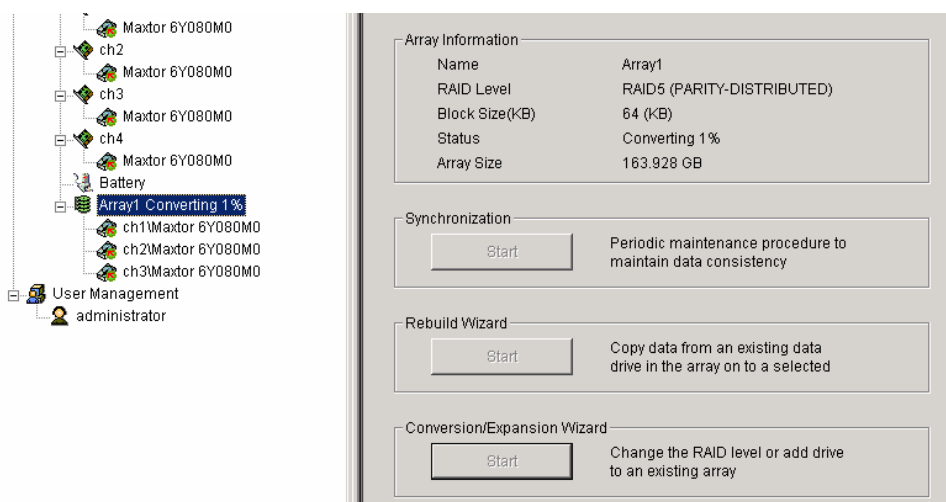 Maxtor 6Y080M0
ch2
Maxtor 6Y080M0
ch3
Maxtor 6Y080M0
ch4
Maxtor 6Y080M0
Battery
Array1 Converting 1%
ch1\Maxtor 6Y080M0
ch2\Maxtor 6Y080M0
ch3\Maxtor 6Y080M0
User Management
administrator
Array Information
Name Array1
RAID Level RAID5 (PARITY-DISTRIBUTED)
Block Size(KB) 64 (KB)
Status Converting 1%
Array Size 163.928 GB
Synchronization
Start
Periodic maintenance procedure to
maintain data consistency
Rebuild Wizard
Start
Copy data from an existing data
drive in the array on to a selected
Conversion/Expansion Wizard
Start
Change the RAID level or add drive
to an existing array